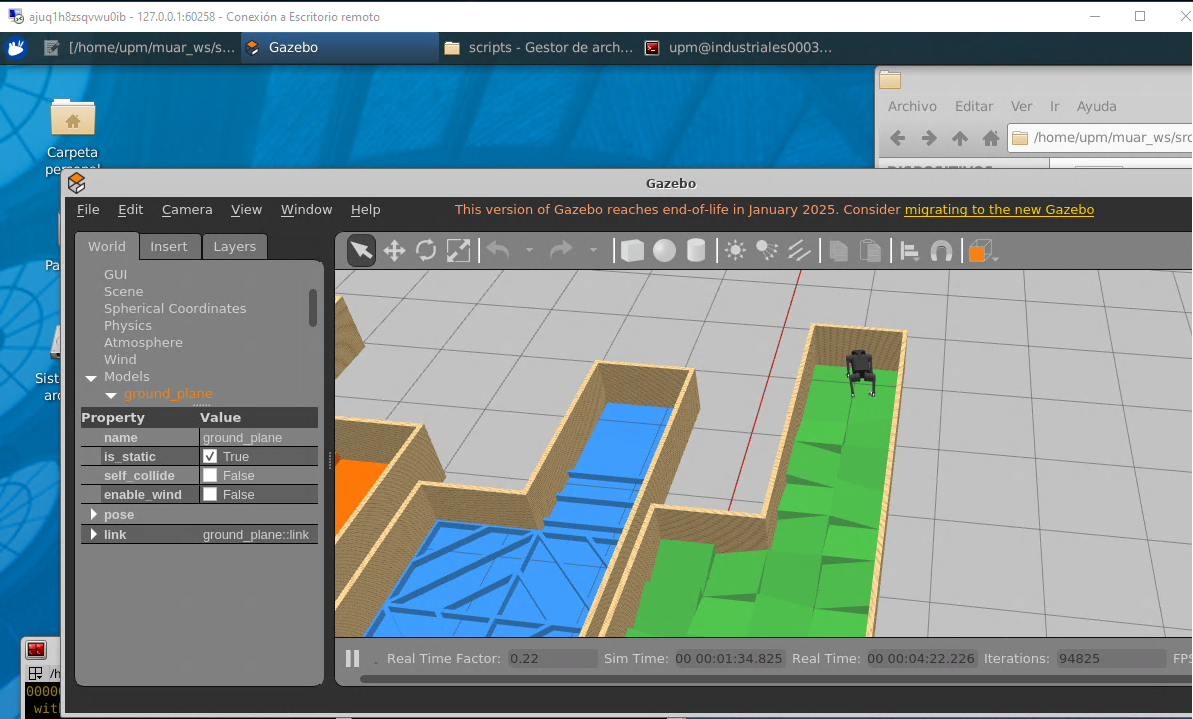 ajuq1h8zsqvwu0ib - 127.0.0.1:60258 - Conexión a Escritorio remoto
[/home/upm/muar_ws/s...
Gazebo
scripts - Gestor de arch...
upm@industriales0003...
Archivo Editar Ver Ir Ayuda
/home/upm/muar_ws/src
Carpeta
personal
Gazebo
File Edit Camera View Window Help
This version of Gazebo reaches end-of-life in January 2025. Consider migrating to the new Gazebo
World Insert Layers
GUI
Scene
Spherical Coordinates
Physics
Atmosphere
Wind
Models
ground_plane
Property Value
name ground_plane
is_static True
self_collide False
enable_wind False
pose
link ground_plane::link
Pa
Sist
arc
Real Time Factor: 0.22 Sim Time: 00 00:01:34.825 Real Time: 00 00:04:22.226 Iterations: 94825 FPS
/h
0000
with